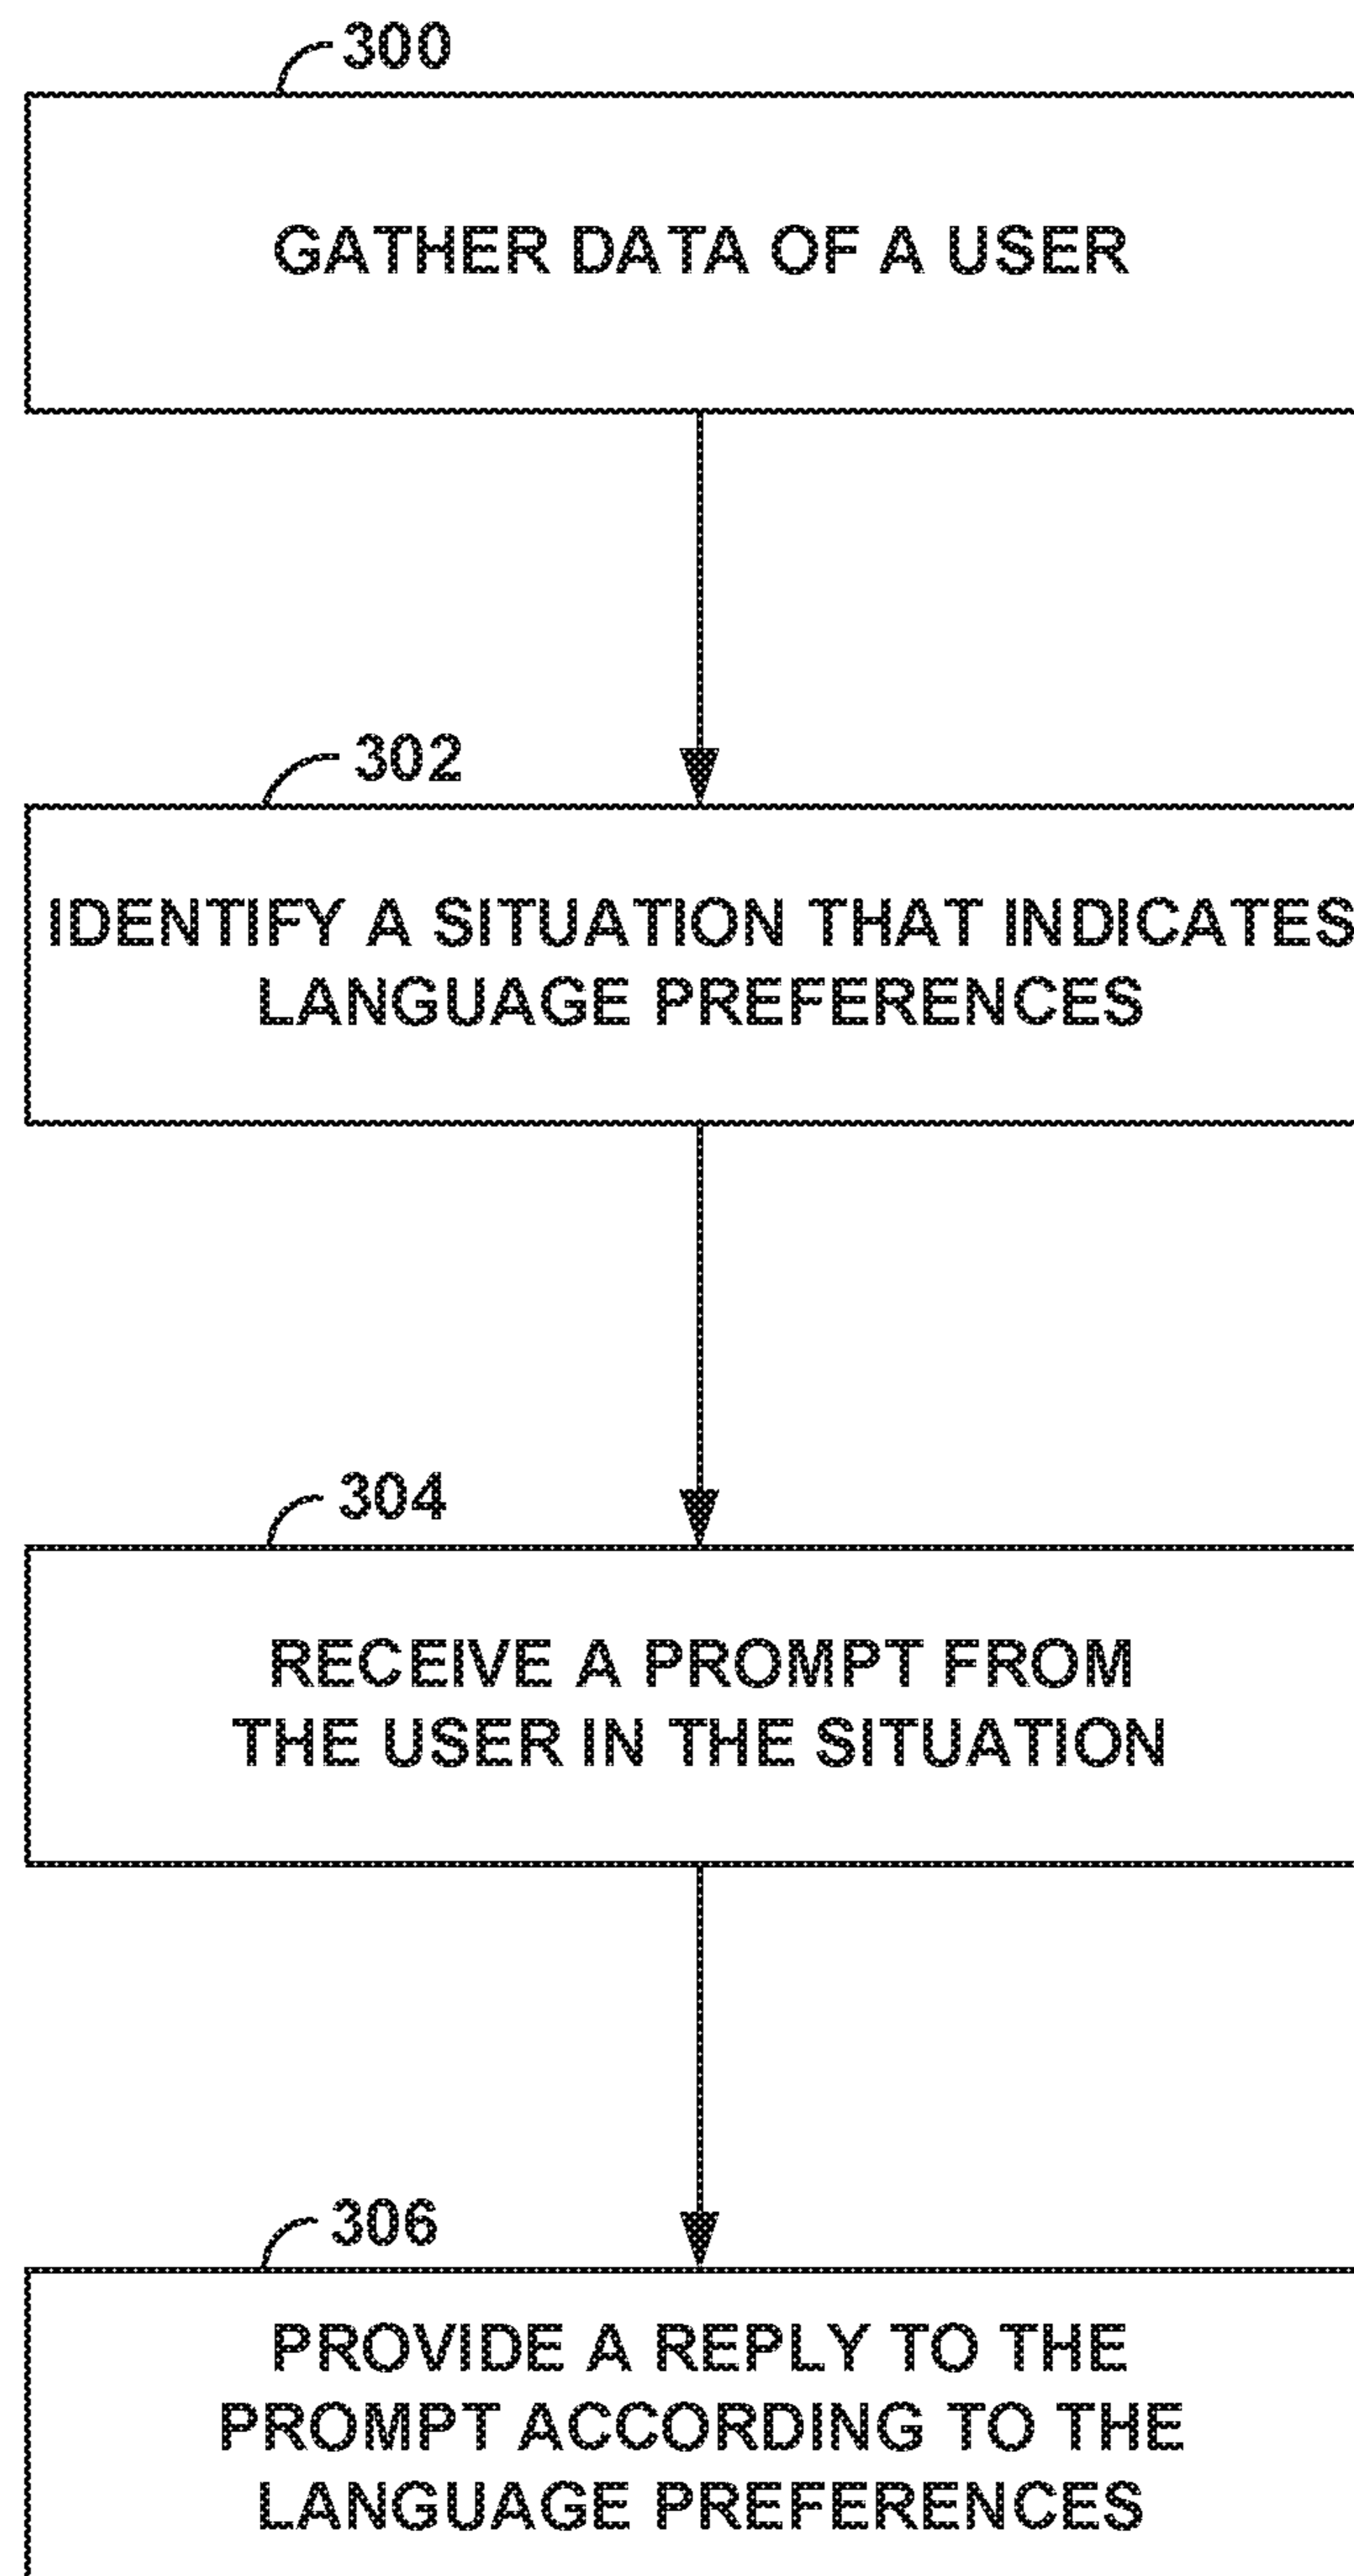 300
GATHER DATA OF A USER
302
IDENTIFY A SITUATION THAT INDICATES
LANGUAGE PREFERENCES
304
RECEIVE A PROMPT FROM
THE USER IN THE SITUATION
306
PROVIDE A REPLY TO THE
PROMPT ACCORDING TO THE
LANGUAGE PREFERENCES